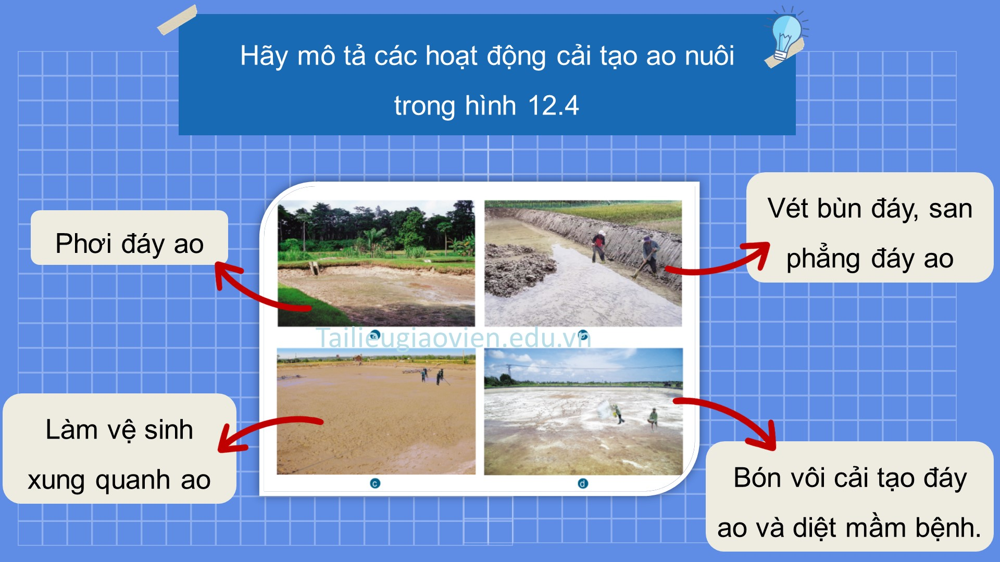 Hãy mô tả các hoạt động cải tạo ao nuôi
trong hình 12.4
Phơi đáy ao
Vét bùn đáy, san
phẳng đáy ao
a
b
Tailieugiaovien.edu.vn
Làm vệ sinh
xung quanh ao
c
d
Bón vôi cải tạo đáy
ao và diệt mầm bệnh.